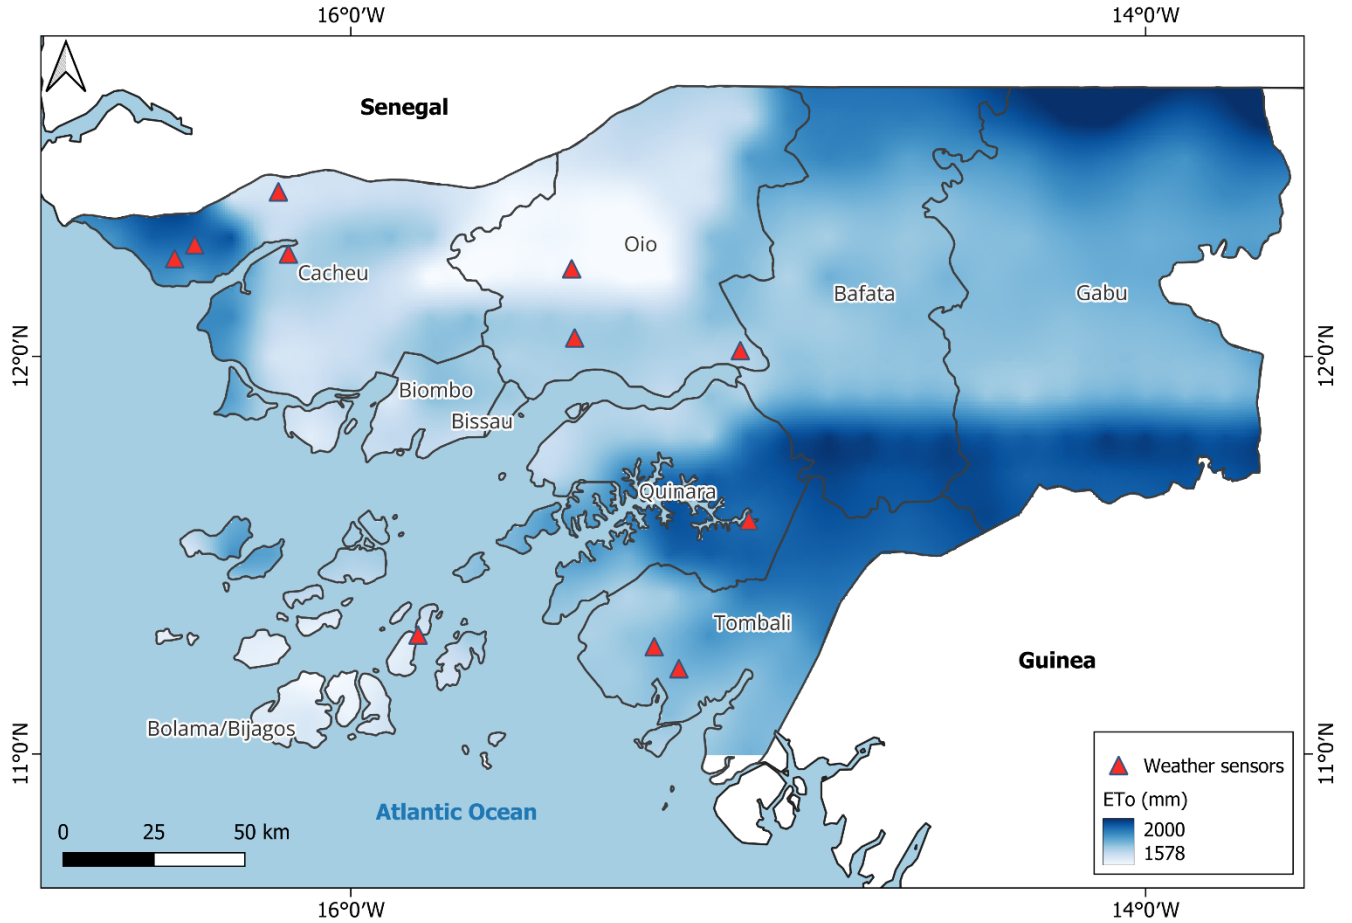 16°0′W 14°0′W
Senegal
Oio
Cacheu
Bafata
Gabu
12°0′N 12°0′N
Biombo
Bissau
Quinara
Tombali
Guinea
Bolama/Bijagos
11°0′N 11°0′N
Weather sensors
ETo (mm)
2000
1578
Atlantic Ocean
0 25 50 km
16°0′W 14°0′W